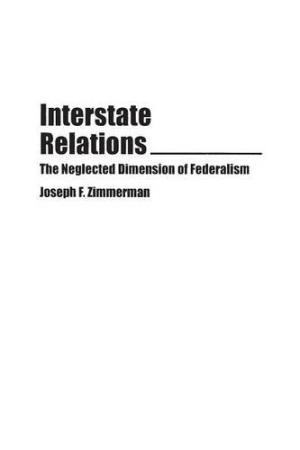 Interstate
Relations
The Neglected Dimension of Federalism
Joseph F. Zimmerman